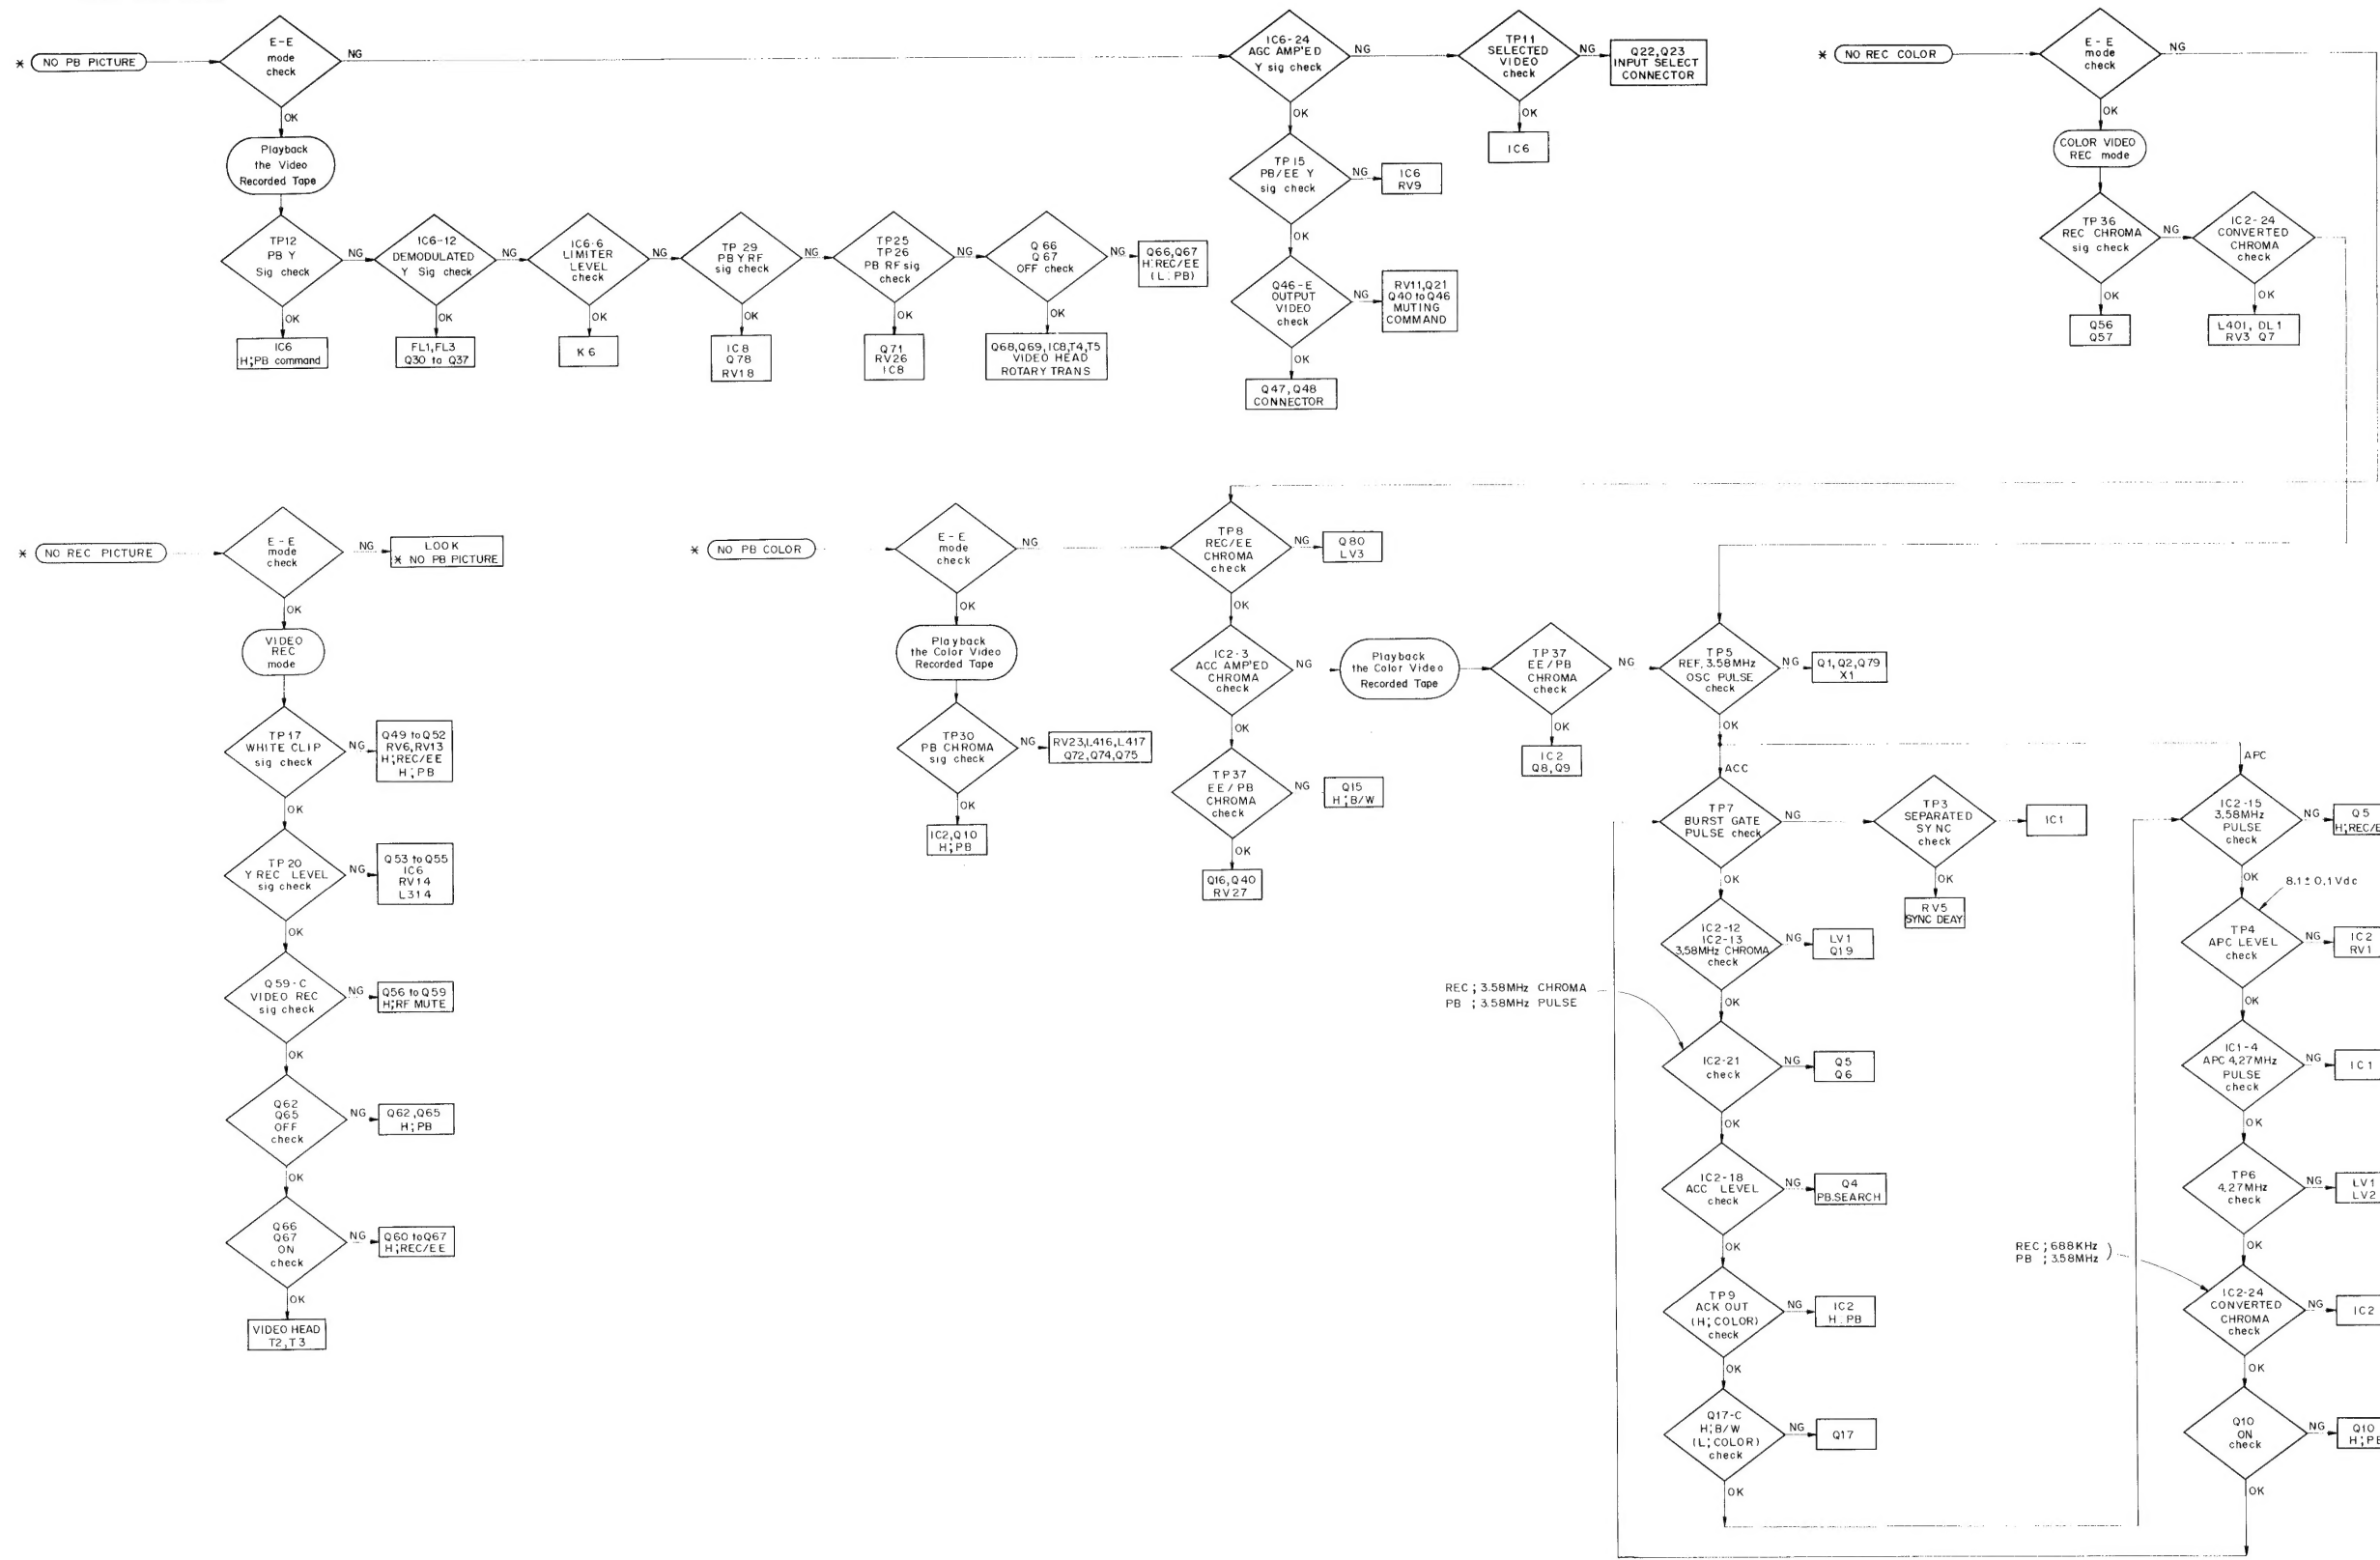 * NO PB PICTURE
E-E
mode
check
NG
OK
Playback
the Video
Recorded Tape
TP12
PB Y
Sig check
NG
OK
IC6
H;PB command
IC6-12
DEMODULATED
Y Sig check
NG
OK
FL1,FL3
Q30 to Q37
IC6-6
LIMITER
LEVEL
check
NG
OK
K6
TP 29
PB Y RF
sig check
NG
OK
IC8
Q78
RV18
TP25
TP26
PB RF sig
check
NG
OK
Q71
RV26
IC8
Q 66
Q 67
OFF check
NG
Q66,Q67
H;REC/EE
(L; PB)
OK
Q68,Q69,IC8,T4,T5
VIDEO HEAD
ROTARY TRANS
IC6-24
AGC AMP'ED
Y sig check
NG
OK
TP11
SELECTED
VIDEO
check
NG
Q22,Q23
INPUT SELECT
CONNECTOR
OK
IC6
TP15
PB/EE Y
sig check
NG
IC6
RV9
OK
Q46-E
OUTPUT
VIDEO
check
NG
RV11,Q21
Q40 to Q46
MUTING
COMMAND
OK
Q47,Q48
CONNECTOR
* NO REC COLOR
E-E
mode
check
NG
OK
COLOR VIDEO
REC mode
TP36
REC CHROMA
sig check
NG
OK
Q56
Q57
IC2-24
CONVERTED
CHROMA
check
OK
L401, DL1
RV3 Q7
* NO REC PICTURE
E-E
mode
check
NG
LOOK
* NO PB PICTURE
OK
VIDEO
REC
mode
TP17
WHITE CLIP
sig check
NG
Q49 to Q52
RV6,RV13
H;REC/EE
H;PB
OK
TP20
Y REC LEVEL
sig check
NG
Q53 to Q55
IC6
RV14
L314
OK
Q59-C
VIDEO REC
sig check
NG
Q56 to Q59
H;RF MUTE
OK
Q62
Q65
OFF
check
NG
Q62,Q65
H;PB
OK
Q66
Q67
ON
check
NG
Q60 to Q67
H;REC/EE
OK
VIDEO HEAD
T2,T3
* NO PB COLOR
E-E
mode
check
NG
OK
Playback
the Color Video
Recorded Tape
TP30
PB CHROMA
sig check
NG
RV23,L416,L417
Q72,Q74,Q75
OK
IC2,Q10
H;PB
TP8
REC/EE
CHROMA
check
NG
Q80
LV3
OK
IC2-3
ACC AMP'ED
CHROMA
check
NG
OK
TP37
EE/PB
CHROMA
check
NG
Q15
H;B/W
OK
Q16,Q40
RV27
Playback
the Color Video
Recorded Tape
TP37
EE/PB
CHROMA
check
NG
OK
IC2
Q8,Q9
TP5
REF, 3.58MHz
OSC PULSE
check
NG
Q1,Q2,Q79
X1
OK
ACC
TP7
BURST GATE
PULSE check
NG
TP3
SEPARATED
SYNC
check
IC1
OK
RV5
SYNC DEAY
OK
IC2-12
IC2-13
3.58MHz CHROMA
check
NG
LV1
Q19
OK
REC ; 3.58MHz CHROMA
PB ; 3.58MHz PULSE
IC2-21
check
NG
Q5
Q6
OK
IC2-18
ACC LEVEL
check
NG
Q4
PB.SEARCH
OK
TP9
ACK OUT
(H;COLOR)
check
NG
IC2
H.PB
OK
Q17-C
H;B/W
(L;COLOR)
check
NG
Q17
OK
APC
IC2-15
3.58MHz
PULSE
check
NG
Q5
H;REC/E
OK
8.1±0.1Vdc
TP4
APC LEVEL
NG
IC2
RV1
OK
IC1-4
APC 4.27MHz
PULSE
check
NG
IC1
OK
TP6
4.27MHz
check
NG
LV1
LV2
OK
REC ; 688KHz
PB ; 3.58MHz )
IC2-24
CONVERTED
CHROMA
check
NG
IC2
OK
Q10
ON
check
NG
Q10
H;PB
OK